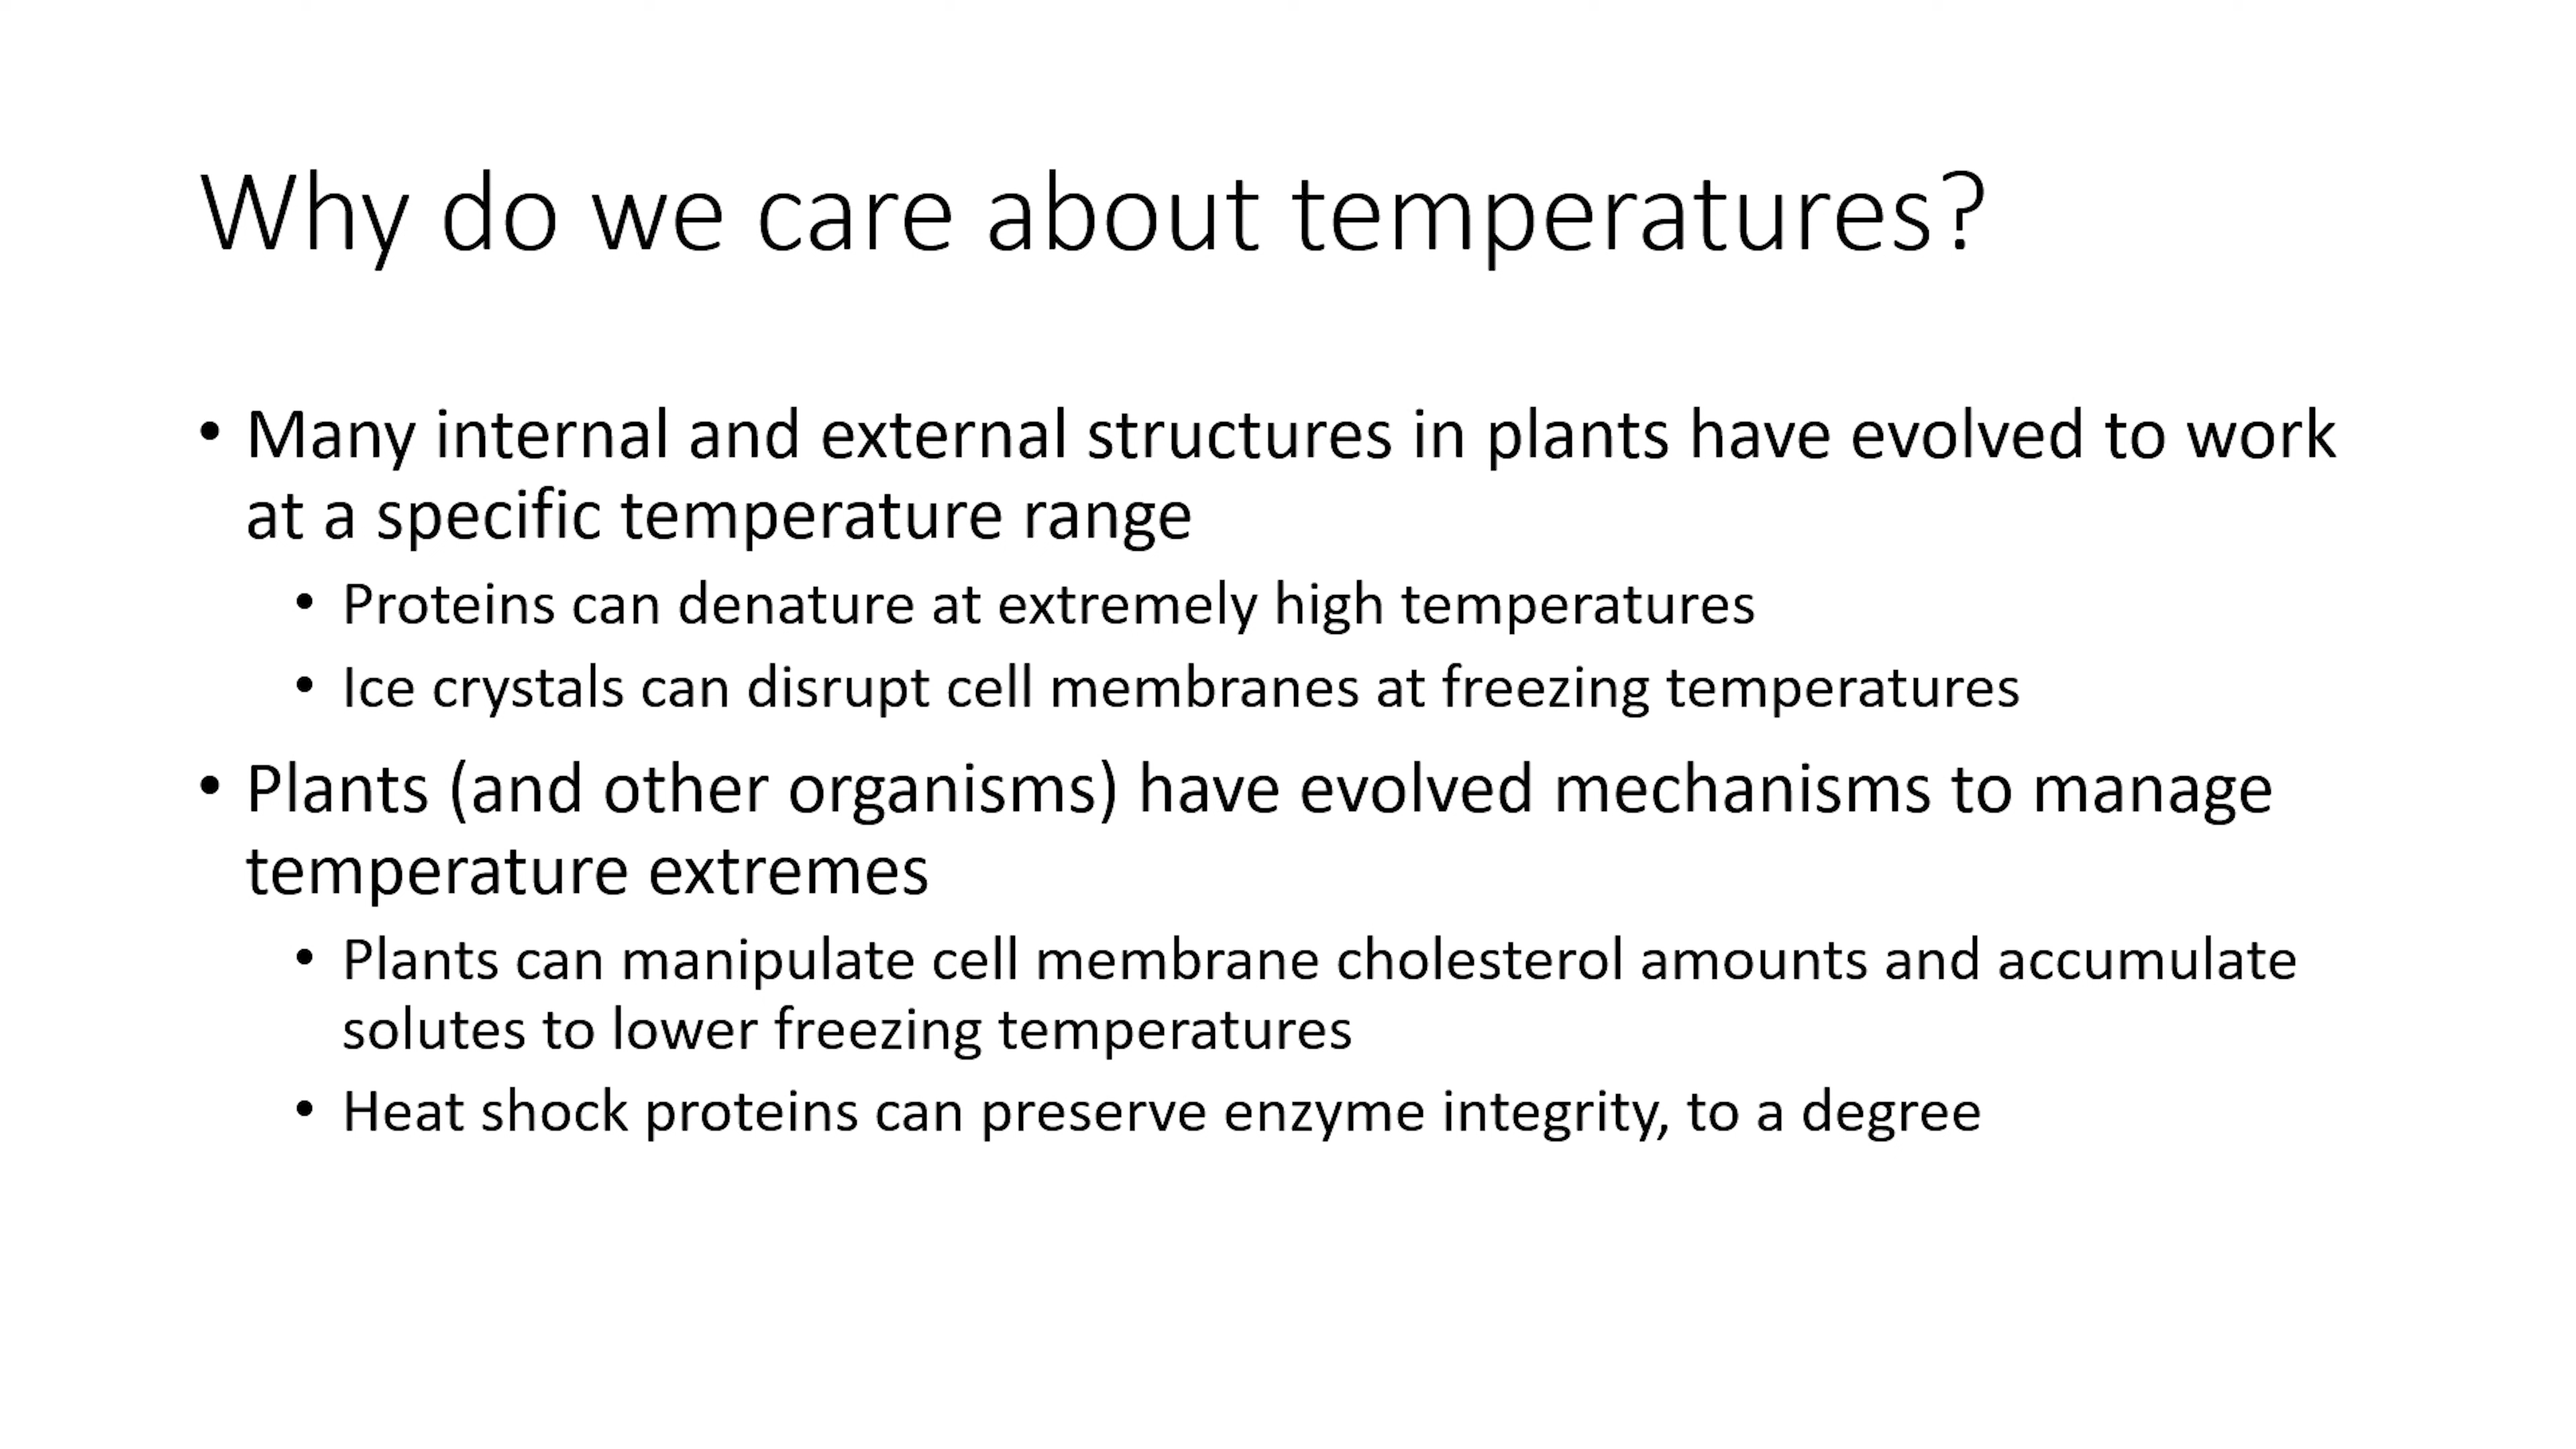 Why do we care about temperatures?
• Many internal and external structures in plants have evolved to work
at a specific temperature range
• Proteins can denature at extremely high temperatures
• Ice crystals can disrupt cell membranes at freezing temperatures
• Plants (and other organisms) have evolved mechanisms to manage
temperature extremes
• Plants can manipulate cell membrane cholesterol amounts and accumulate
solutes to lower freezing temperatures
• Heat shock proteins can preserve enzyme integrity, to a degree